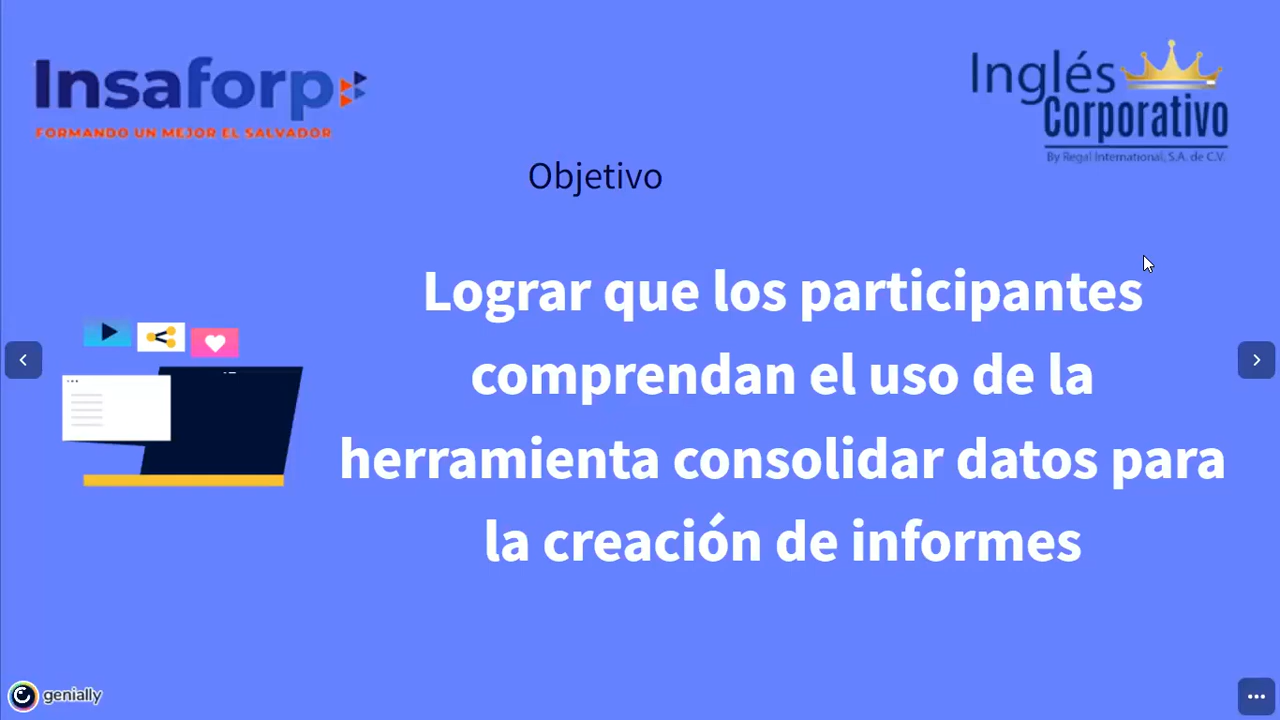 Insaforp
FORMANDO UN MEJOR EL SALVADOR
Inglés
Corporativo
By Regal International, S.A. de C.V.
Objetivo
Lograr que los participantes
comprendan el uso de la
herramienta consolidar datos para
la creación de informes
genially